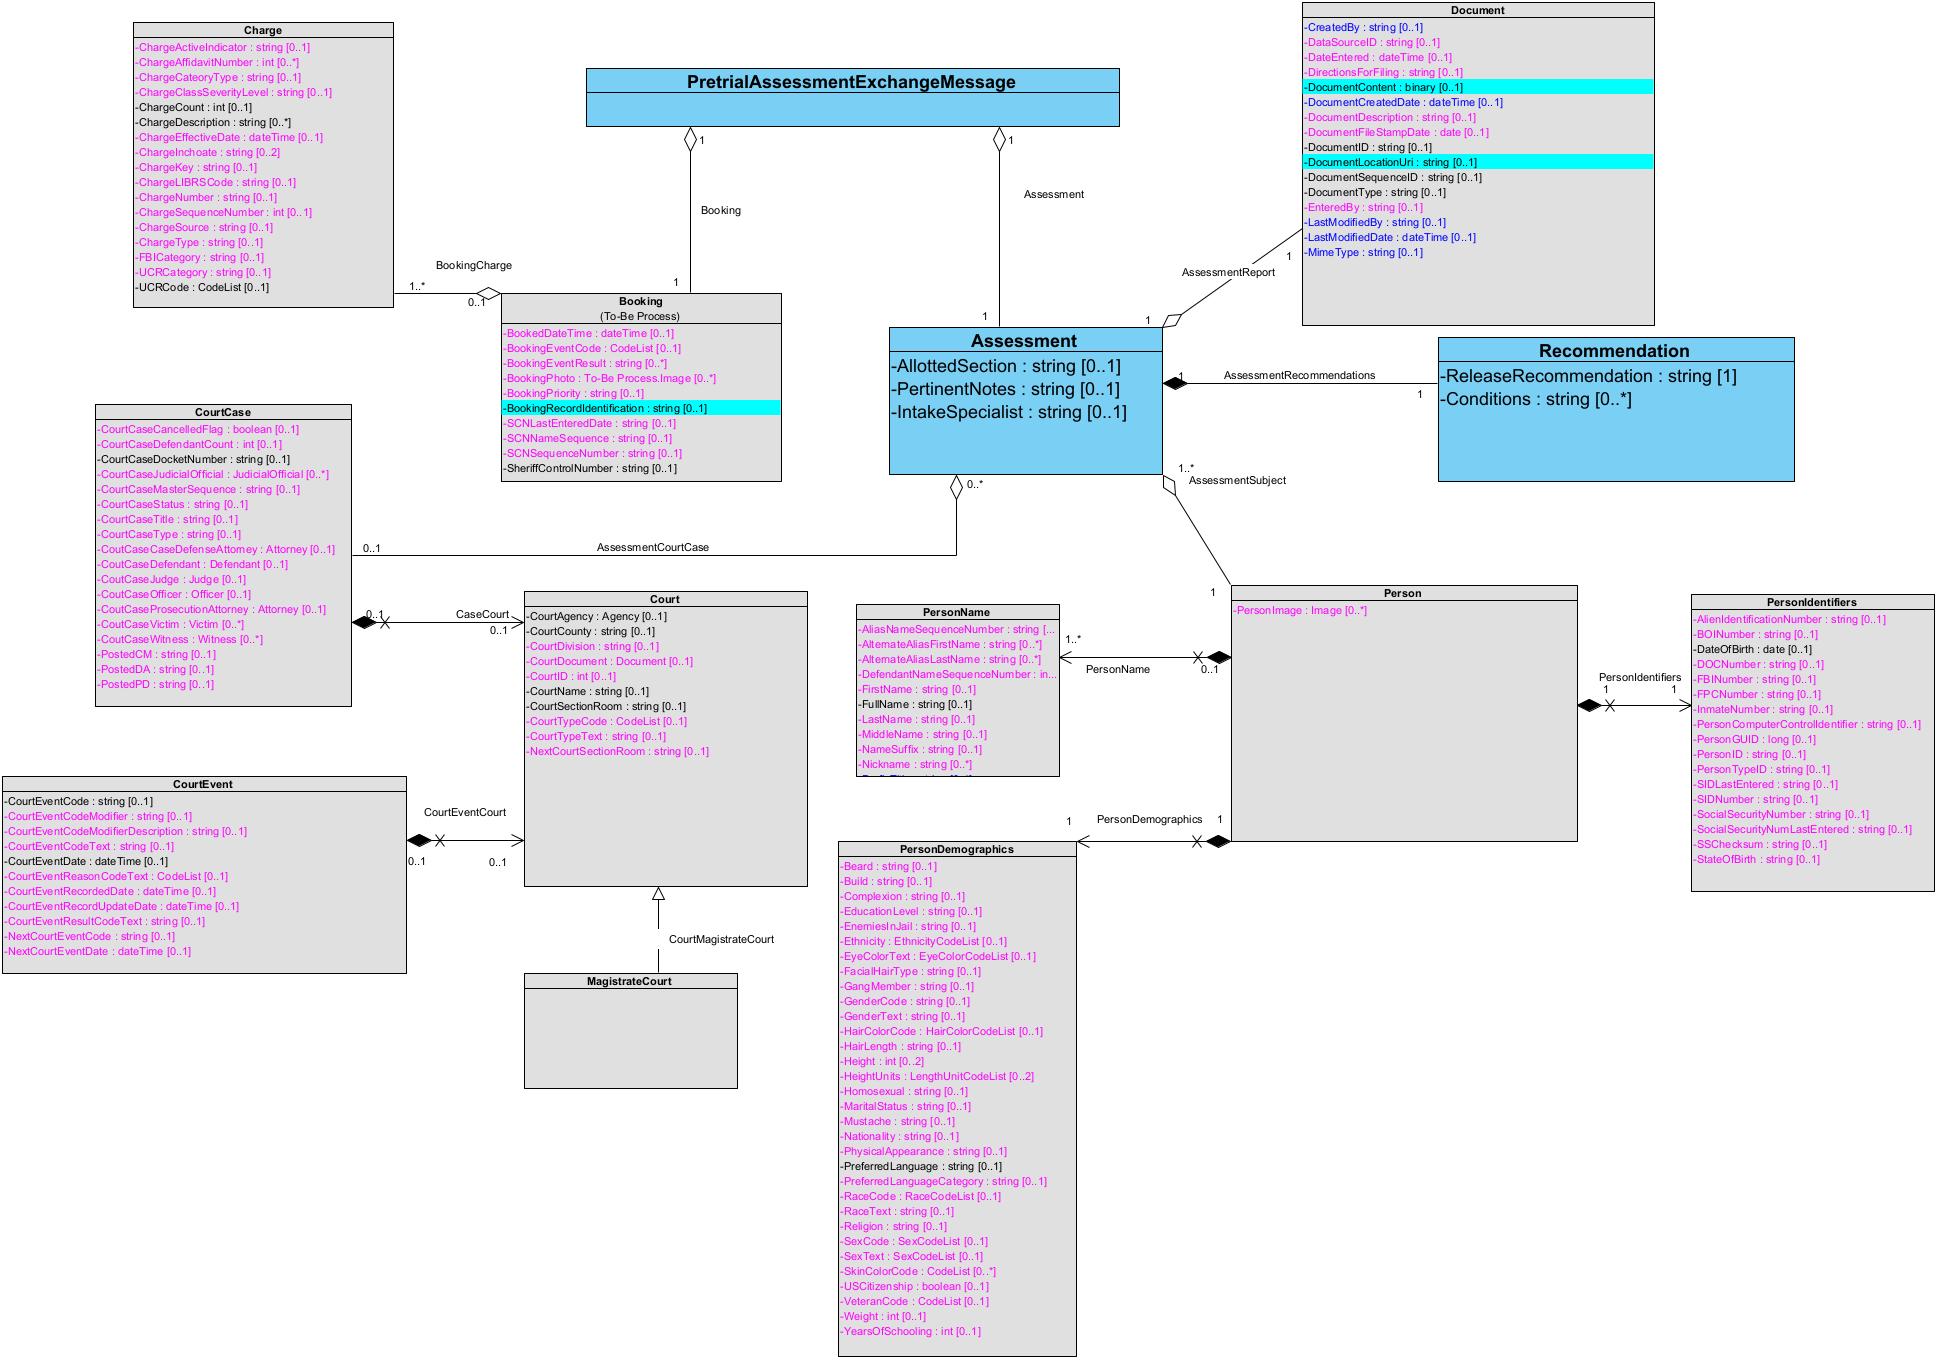 Charge
-ChargeActiveIndicator : string [0..1]
-ChargeAffidavitNumber : int [0..*]
-ChargeCateoryType : string [0..1]
-ChargeClassSeverityLevel : string [0..1]
-ChargeCount : int [0..1]
-ChargeDescription : string [0..*]
-ChargeEffectiveDate : dateTime [0..1]
-ChargeInchoate : string [0..2]
-ChargeKey : string [0..1]
-ChargeLIBRSCode : string [0..1]
-ChargeNumber : string [0..1]
-ChargeSequenceNumber : int [0..1]
-ChargeSource : string [0..1]
-ChargeType : string [0..1]
-FBICategory : string [0..1]
-UCRCategory : string [0..1]
-UCRCode : CodeList [0..1]
PretrialAssessmentExchangeMessage
1
1
Booking
Assessment
1
1
BookingCharge
1..*
0..1
Document
-CreatedBy : string [0..1]
-DataSourceID : string [0..1]
-DateEntered : dateTime [0..1]
-DirectionsForFiling : string [0..1]
-DocumentContent : binary [0..1]
-DocumentCreatedDate : dateTime [0..1]
-DocumentDescription : string [0..1]
-DocumentFileStampDate : date [0..1]
-DocumentID : string [0..1]
-DocumentLocationUri : string [0..1]
-DocumentSequenceID : string [0..1]
-DocumentType : string [0..1]
-EnteredBy : string [0..1]
-LastModifiedBy : string [0..1]
-LastModifiedDate : dateTime [0..1]
-MimeType : string [0..1]
1
AssessmentReport
1
Booking
(To-Be Process)
-BookedDateTime : dateTime [0..1]
-BookingEventCode : CodeList [0..1]
-BookingEventResult : string [0..*]
-BookingPhoto : To-Be Process.Image [0..*]
-BookingPriority : string [0..1]
-BookingRecordIdentification : string [0..1]
-SCNLastEnteredDate : string [0..1]
-SCNNameSequence : string [0..1]
-SCNSequenceNumber : string [0..1]
-SheriffControlNumber : string [0..1]
Assessment
-AllottedSection : string [0..1]
-PertinentNotes : string [0..1]
-IntakeSpecialist : string [0..1]
1
AssessmentRecommendations
1
Recommendation
-ReleaseRecommendation : string [1]
-Conditions : string [0..*]
1..*
AssessmentSubject
1
0..*
AssessmentCourtCase
0..1
CourtCase
-CourtCaseCancelledFlag : boolean [0..1]
-CourtCaseDefendantCount : int [0..1]
-CourtCaseDocketNumber : string [0..1]
-CourtCaseJudicialOfficial : JudicialOfficial [0..*]
-CourtCaseMasterSequence : string [0..1]
-CourtCaseStatus : string [0..1]
-CourtCaseTitle : string [0..1]
-CourtCaseType : string [0..1]
-CoutCaseCaseDefenseAttorney : Attorney [0..1]
-CoutCaseDefendant : Defendant [0..1]
-CoutCaseJudge : Judge [0..1]
-CoutCaseOfficer : Officer [0..1]
-CoutCaseProsecutionAttorney : Attorney [0..1]
-CoutCaseVictim : Victim [0..*]
-CoutCaseWitness : Witness [0..*]
-PostedCM : string [0..1]
-PostedDA : string [0..1]
-PostedPD : string [0..1]
0..1
CaseCourt
0..1
Court
-CourtAgency : Agency [0..1]
-CourtCounty : string [0..1]
-CourtDivision : string [0..1]
-CourtDocument : Document [0..1]
-CourtID : int [0..1]
-CourtName : string [0..1]
-CourtSectionRoom : string [0..1]
-CourtTypeCode : CodeList [0..1]
-CourtTypeText : string [0..1]
-NextCourtSectionRoom : string [0..1]
CourtEvent
-CourtEventCode : string [0..1]
-CourtEventCodeModifier : string [0..1]
-CourtEventCodeModifierDescription : string [0..1]
-CourtEventCodeText : string [0..1]
-CourtEventDate : dateTime [0..1]
-CourtEventReasonCodeText : CodeList [0..1]
-CourtEventRecordedDate : dateTime [0..1]
-CourtEventRecordUpdateDate : dateTime [0..1]
-CourtEventResultCodeText : string [0..1]
-NextCourtEventCode : string [0..1]
-NextCourtEventDate : dateTime [0..1]
CourtEventCourt
0..1
0..1
CourtMagistrateCourt
MagistrateCourt
PersonName
-AliasNameSequenceNumber : string [...
-AlternateAliasFirstName : string [0..*]
-AlternateAliasLastName : string [0..*]
-DefendantNameSequenceNumber : in...
-FirstName : string [0..1]
-FullName : string [0..1]
-LastName : string [0..1]
-MiddleName : string [0..1]
-NameSuffix : string [0..1]
-Nickname : string [0..*]
1..*
PersonName
0..1
Person
-PersonImage : Image [0..*]
PersonIdentifiers
1
1
PersonIdentifiers
-AlienIdentificationNumber : string [0..1]
-BOINumber : string [0..1]
-DateOfBirth : date [0..1]
-DOCNumber : string [0..1]
-FBINumber : string [0..1]
-FPCNumber : string [0..1]
-InmateNumber : string [0..1]
-PersonComputerControlIdentifier : string [0..1]
-PersonGUID : long [0..1]
-PersonID : string [0..1]
-PersonTypeID : string [0..1]
-SIDLastEntered : string [0..1]
-SIDNumber : string [0..1]
-SocialSecurityNumber : string [0..1]
-SocialSecurityNumLastEntered : string [0..1]
-SSChecksum : string [0..1]
-StateOfBirth : string [0..1]
1
PersonDemographics
1
PersonDemographics
-Beard : string [0..1]
-Build : string [0..1]
-Complexion : string [0..1]
-EducationLevel : string [0..1]
-EnemiesInJail : string [0..1]
-Ethnicity : EthnicityCodeList [0..1]
-EyeColorText : EyeColorCodeList [0..1]
-FacialHairType : string [0..1]
-GangMember : string [0..1]
-GenderCode : string [0..1]
-GenderText : string [0..1]
-HairColorCode : HairColorCodeList [0..1]
-HairLength : string [0..1]
-Height : int [0..2]
-HeightUnits : LengthUnitCodeList [0..2]
-Homosexual : string [0..1]
-MaritalStatus : string [0..1]
-Mustache : string [0..1]
-Nationality : string [0..1]
-PhysicalAppearance : string [0..1]
-PreferredLanguage : string [0..1]
-PreferredLanguageCategory : string [0..1]
-RaceCode : RaceCodeList [0..1]
-RaceText : string [0..1]
-Religion : string [0..1]
-SexCode : SexCodeList [0..1]
-SexText : SexCodeList [0..1]
-SkinColorCode : CodeList [0..*]
-USCitizenship : boolean [0..1]
-VeteranCode : CodeList [0..1]
-Weight : int [0..1]
-YearsOfSchooling : int [0..1]